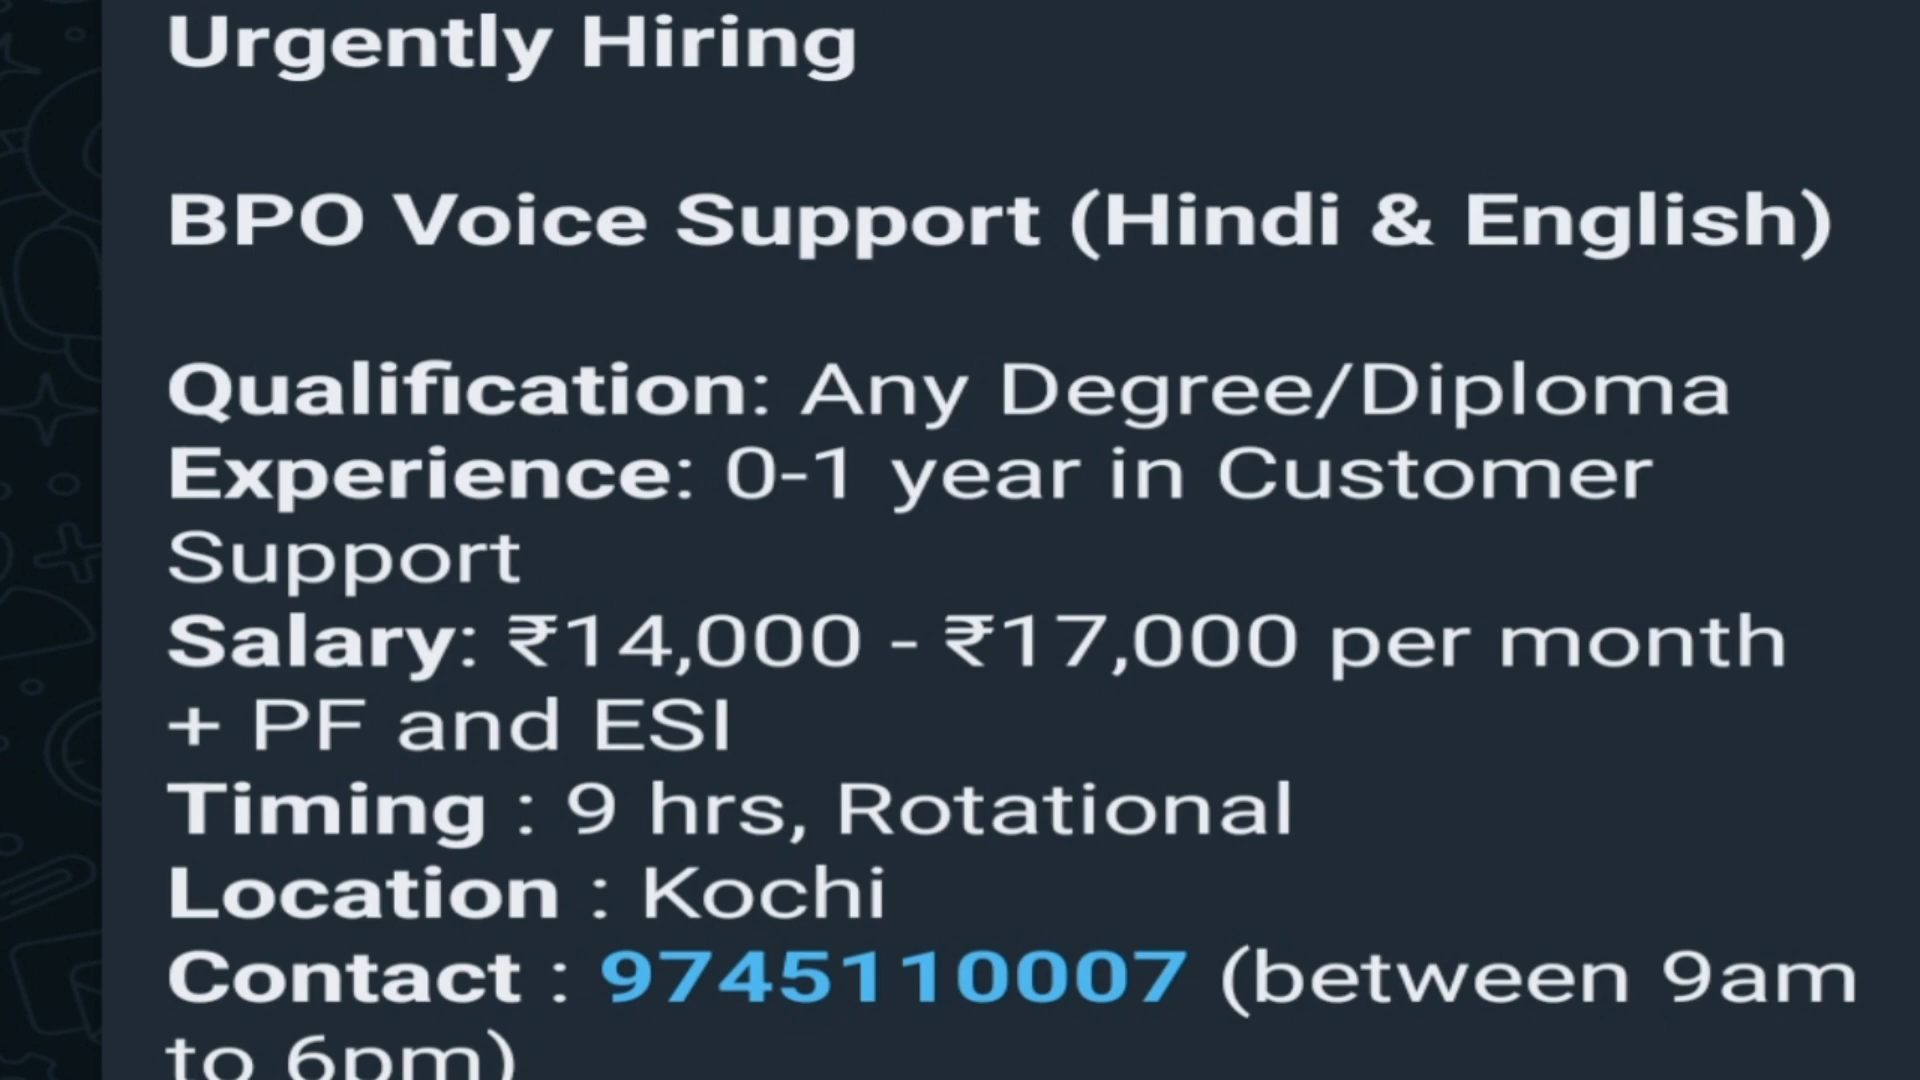 Urgently Hiring
BPO Voice Support (Hindi & English)
Qualification: Any Degree/Diploma
Experience: 0-1 year in Customer
Support
Salary: ₹14,000 - ₹17,000 per month
+ PF and ESI
Timing : 9 hrs, Rotational
Location : Kochi
Contact : 9745110007 (between 9am
to 6pm)